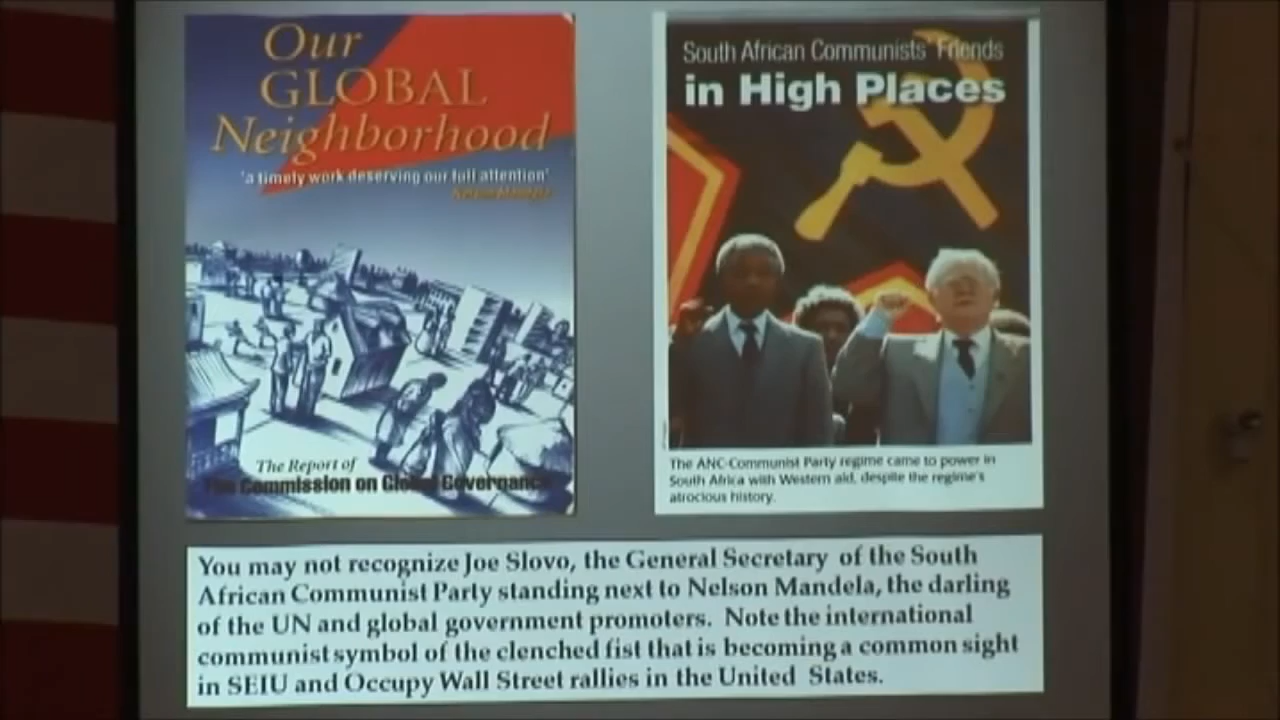 Our
GLOBAL
Neighborhood
'a timely work deserving our full attention'
Nelson Mandela
The Report of
The Commission on Global Governance
South African Communists' Friends
in High Places
The ANC-Communist Party regime came to power in
South Africa with Western aid, despite the regime's
atrocious history.
You may not recognize Joe Slovo, the General Secretary of the South
African Communist Party standing next to Nelson Mandela, the darling
of the UN and global government promoters. Note the international
communist symbol of the clenched fist that is becoming a common sight
in SEIU and Occupy Wall Street rallies in the United States.